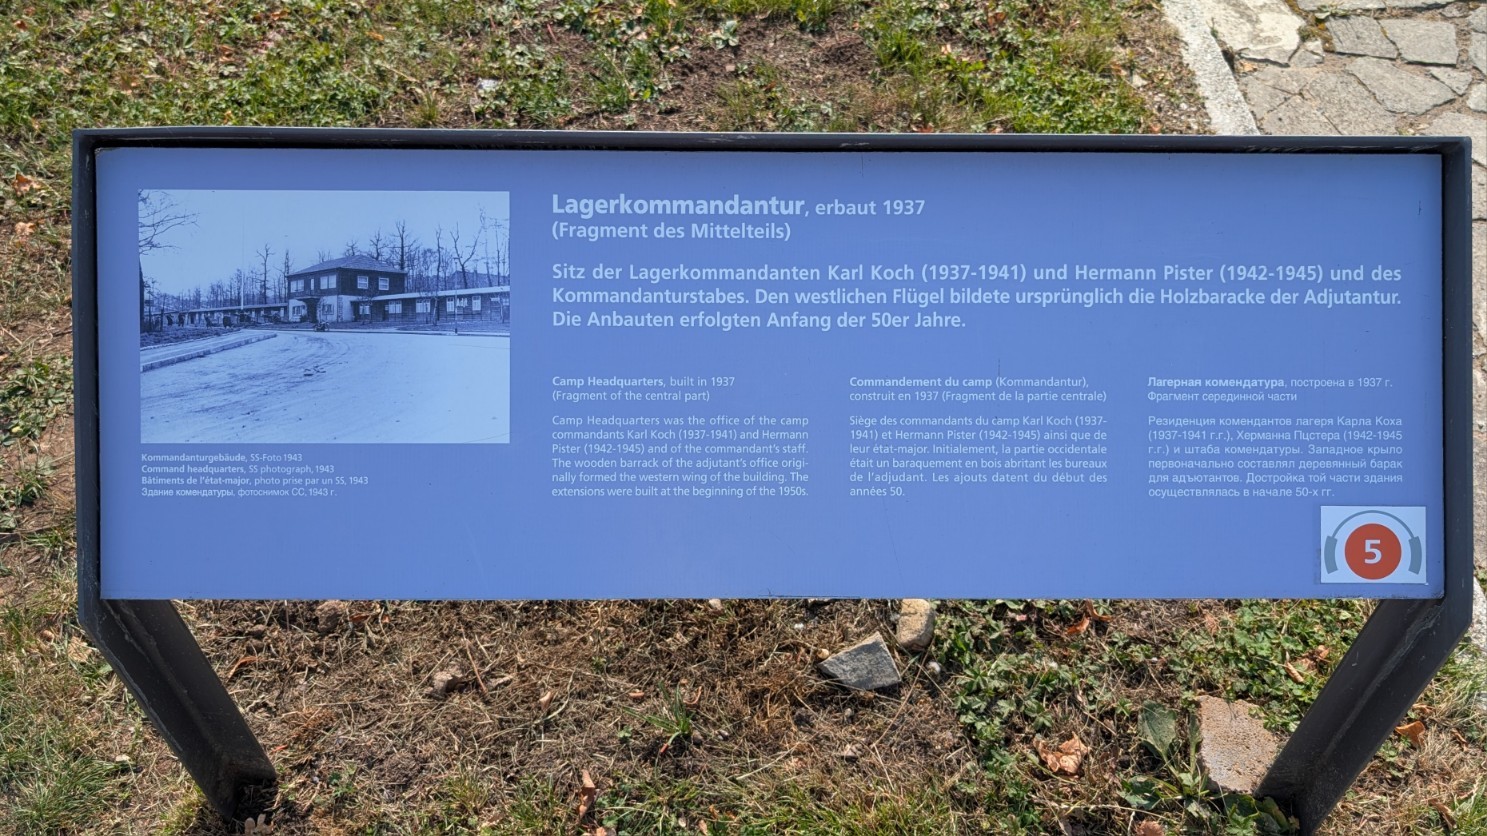 Lagerkommandantur, erbaut 1937
(Fragment des Mittelteils)
Sitz der Lagerkommandanten Karl Koch (1937-1941) und Hermann Pister (1942-1945) und des
Kommandanturstabes. Den westlichen Flügel bildete ursprünglich die Holzbaracke der Adjutantur.
Die Anbauten erfolgten Anfang der 50er Jahre.
Kommandanturgebäude, SS-Foto 1943
Command headquarters, SS photograph, 1943
Bâtiments de l'état-major, photo prise par un SS, 1943
Здание комендатуры, фотоснимок СС, 1943 г.
Camp Headquarters, built in 1937
(Fragment of the central part)
Camp Headquarters was the office of the camp
commandants Karl Koch (1937-1941) and Hermann
Pister (1942-1945) and of the commandant's staff.
The wooden barrack of the adjutant's office origi-
nally formed the western wing of the building. The
extensions were built at the beginning of the 1950s.
Commandement du camp (Kommandantur),
construit en 1937 (Fragment de la partie centrale)
Siège des commandants du camp Karl Koch (1937-
1941) et Hermann Pister (1942-1945) ainsi que de
leur état-major. Initialement, la partie occidentale
était un baraquement en bois abritant les bureaux
de l'adjudant. Les ajouts datent du début des
années 50.
Лагерная комендатура, построена в 1937 г.
Фрагмент серединной части
Резиденция комендантов лагеря Карла Коха
(1937-1941 г.г.), Херманна Пцстера (1942-1945
г.г.) и штаба комендатуры. Западное крыло
первоначально составлял деревянный барак
для адъютантов. Достройка той части здания
осуществлялась в начале 50-х гг.
5